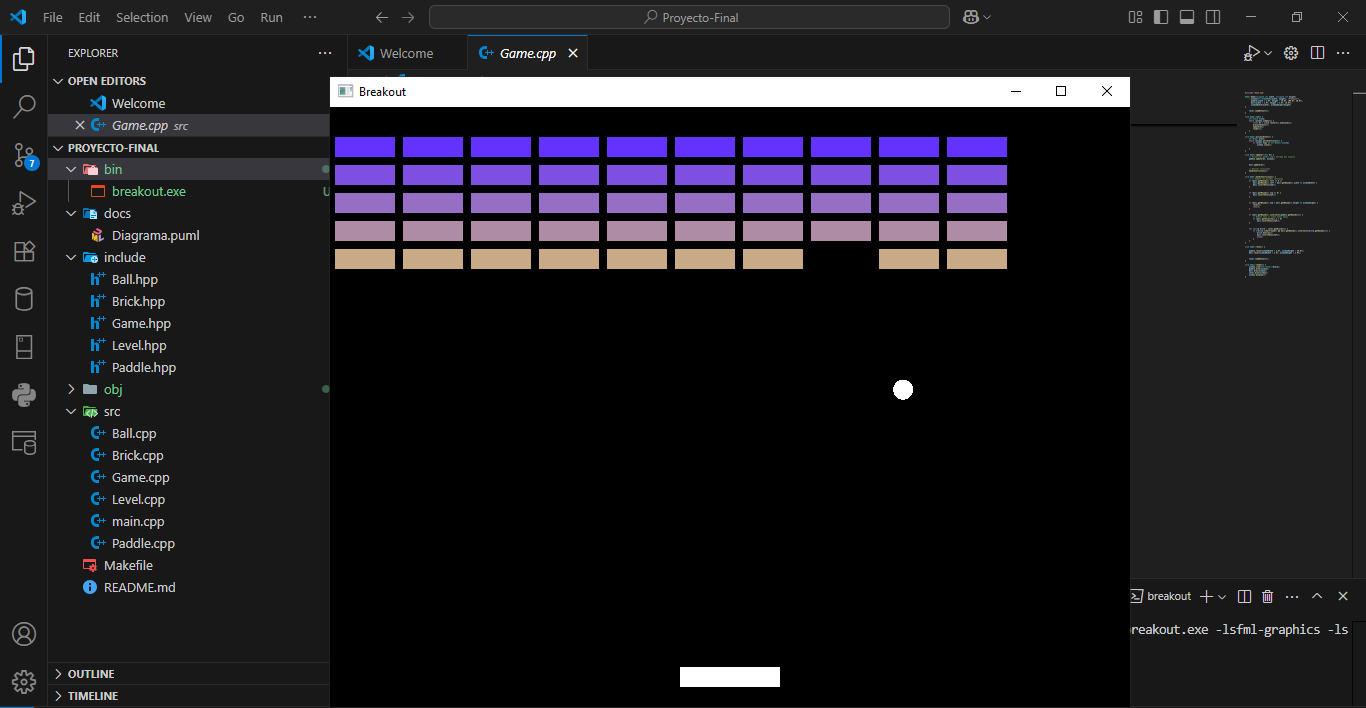 File Edit Selection View Go Run ··· Proyecto-Final
EXPLORER ···
Welcome Game.cpp
OPEN EDITORS
Welcome
Game.cpp src
PROYECTO-FINAL
bin
breakout.exe U
docs
Diagrama.puml
include
Ball.hpp
Brick.hpp
Game.hpp
Level.hpp
Paddle.hpp
obj
src
Ball.cpp
Brick.cpp
Game.cpp
Level.cpp
main.cpp
Paddle.cpp
Makefile
README.md
OUTLINE
TIMELINE
7
Breakout
breakout
reakout.exe -lsfml-graphics -ls